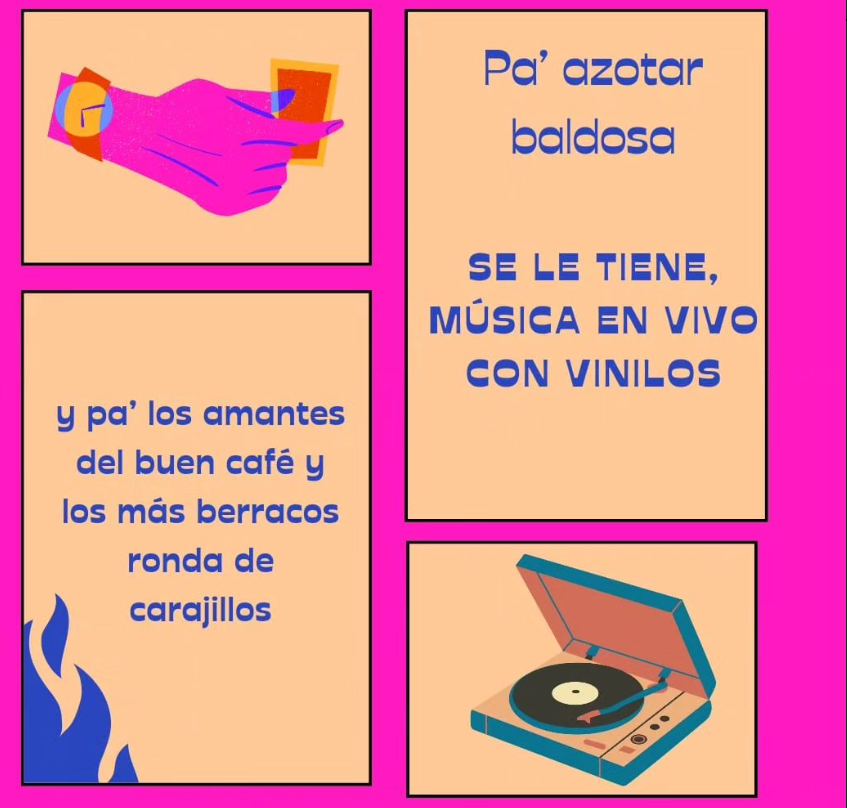 Pa’ azotar
baldosa
SE LE TIENE,
MÚSICA EN VIVO
CON VINILOS
y pa’ los amantes
del buen café y
los más berracos
ronda de
carajillos